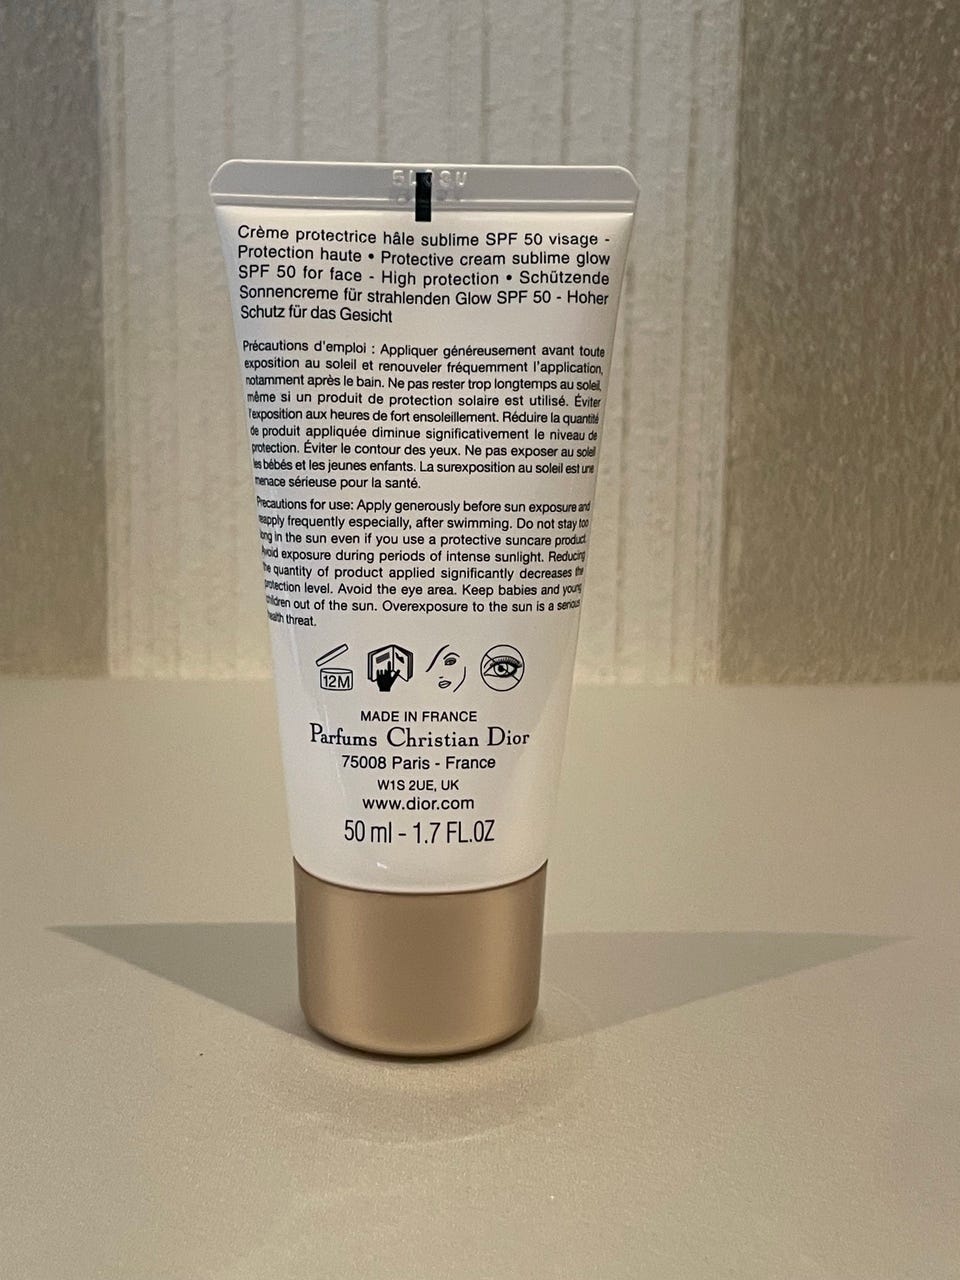 Crème protectrice hâle sublime SPF 50 visage -
Protection haute • Protective cream sublime glow
SPF 50 for face - High protection • Schützende
Sonnencreme für strahlenden Glow SPF 50 - Hoher
Schutz für das Gesicht
Précautions d'emploi : Appliquer généreusement avant toute
exposition au soleil et renouveler fréquemment l'application,
notamment après le bain. Ne pas rester trop longtemps au soleil,
même si un produit de protection solaire est utilisé. Éviter
l'exposition aux heures de fort ensoleillement. Réduire la quantité
de produit appliquée diminue significativement le niveau de
protection. Éviter le contour des yeux. Ne pas exposer au soleil
les bébés et les jeunes enfants. La surexposition au soleil est une
menace sérieuse pour la santé.
Precautions for use: Apply generously before sun exposure and
reapply frequently especially, after swimming. Do not stay too
long in the sun even if you use a protective suncare product.
Avoid exposure during periods of intense sunlight. Reducing
the quantity of product applied significantly decreases the
protection level. Avoid the eye area. Keep babies and young
children out of the sun. Overexposure to the sun is a serious
health threat.
12M
MADE IN FRANCE
Parfums Christian Dior
75008 Paris - France
W1S 2UE, UK
www.dior.com
50 ml - 1.7 FL.OZ